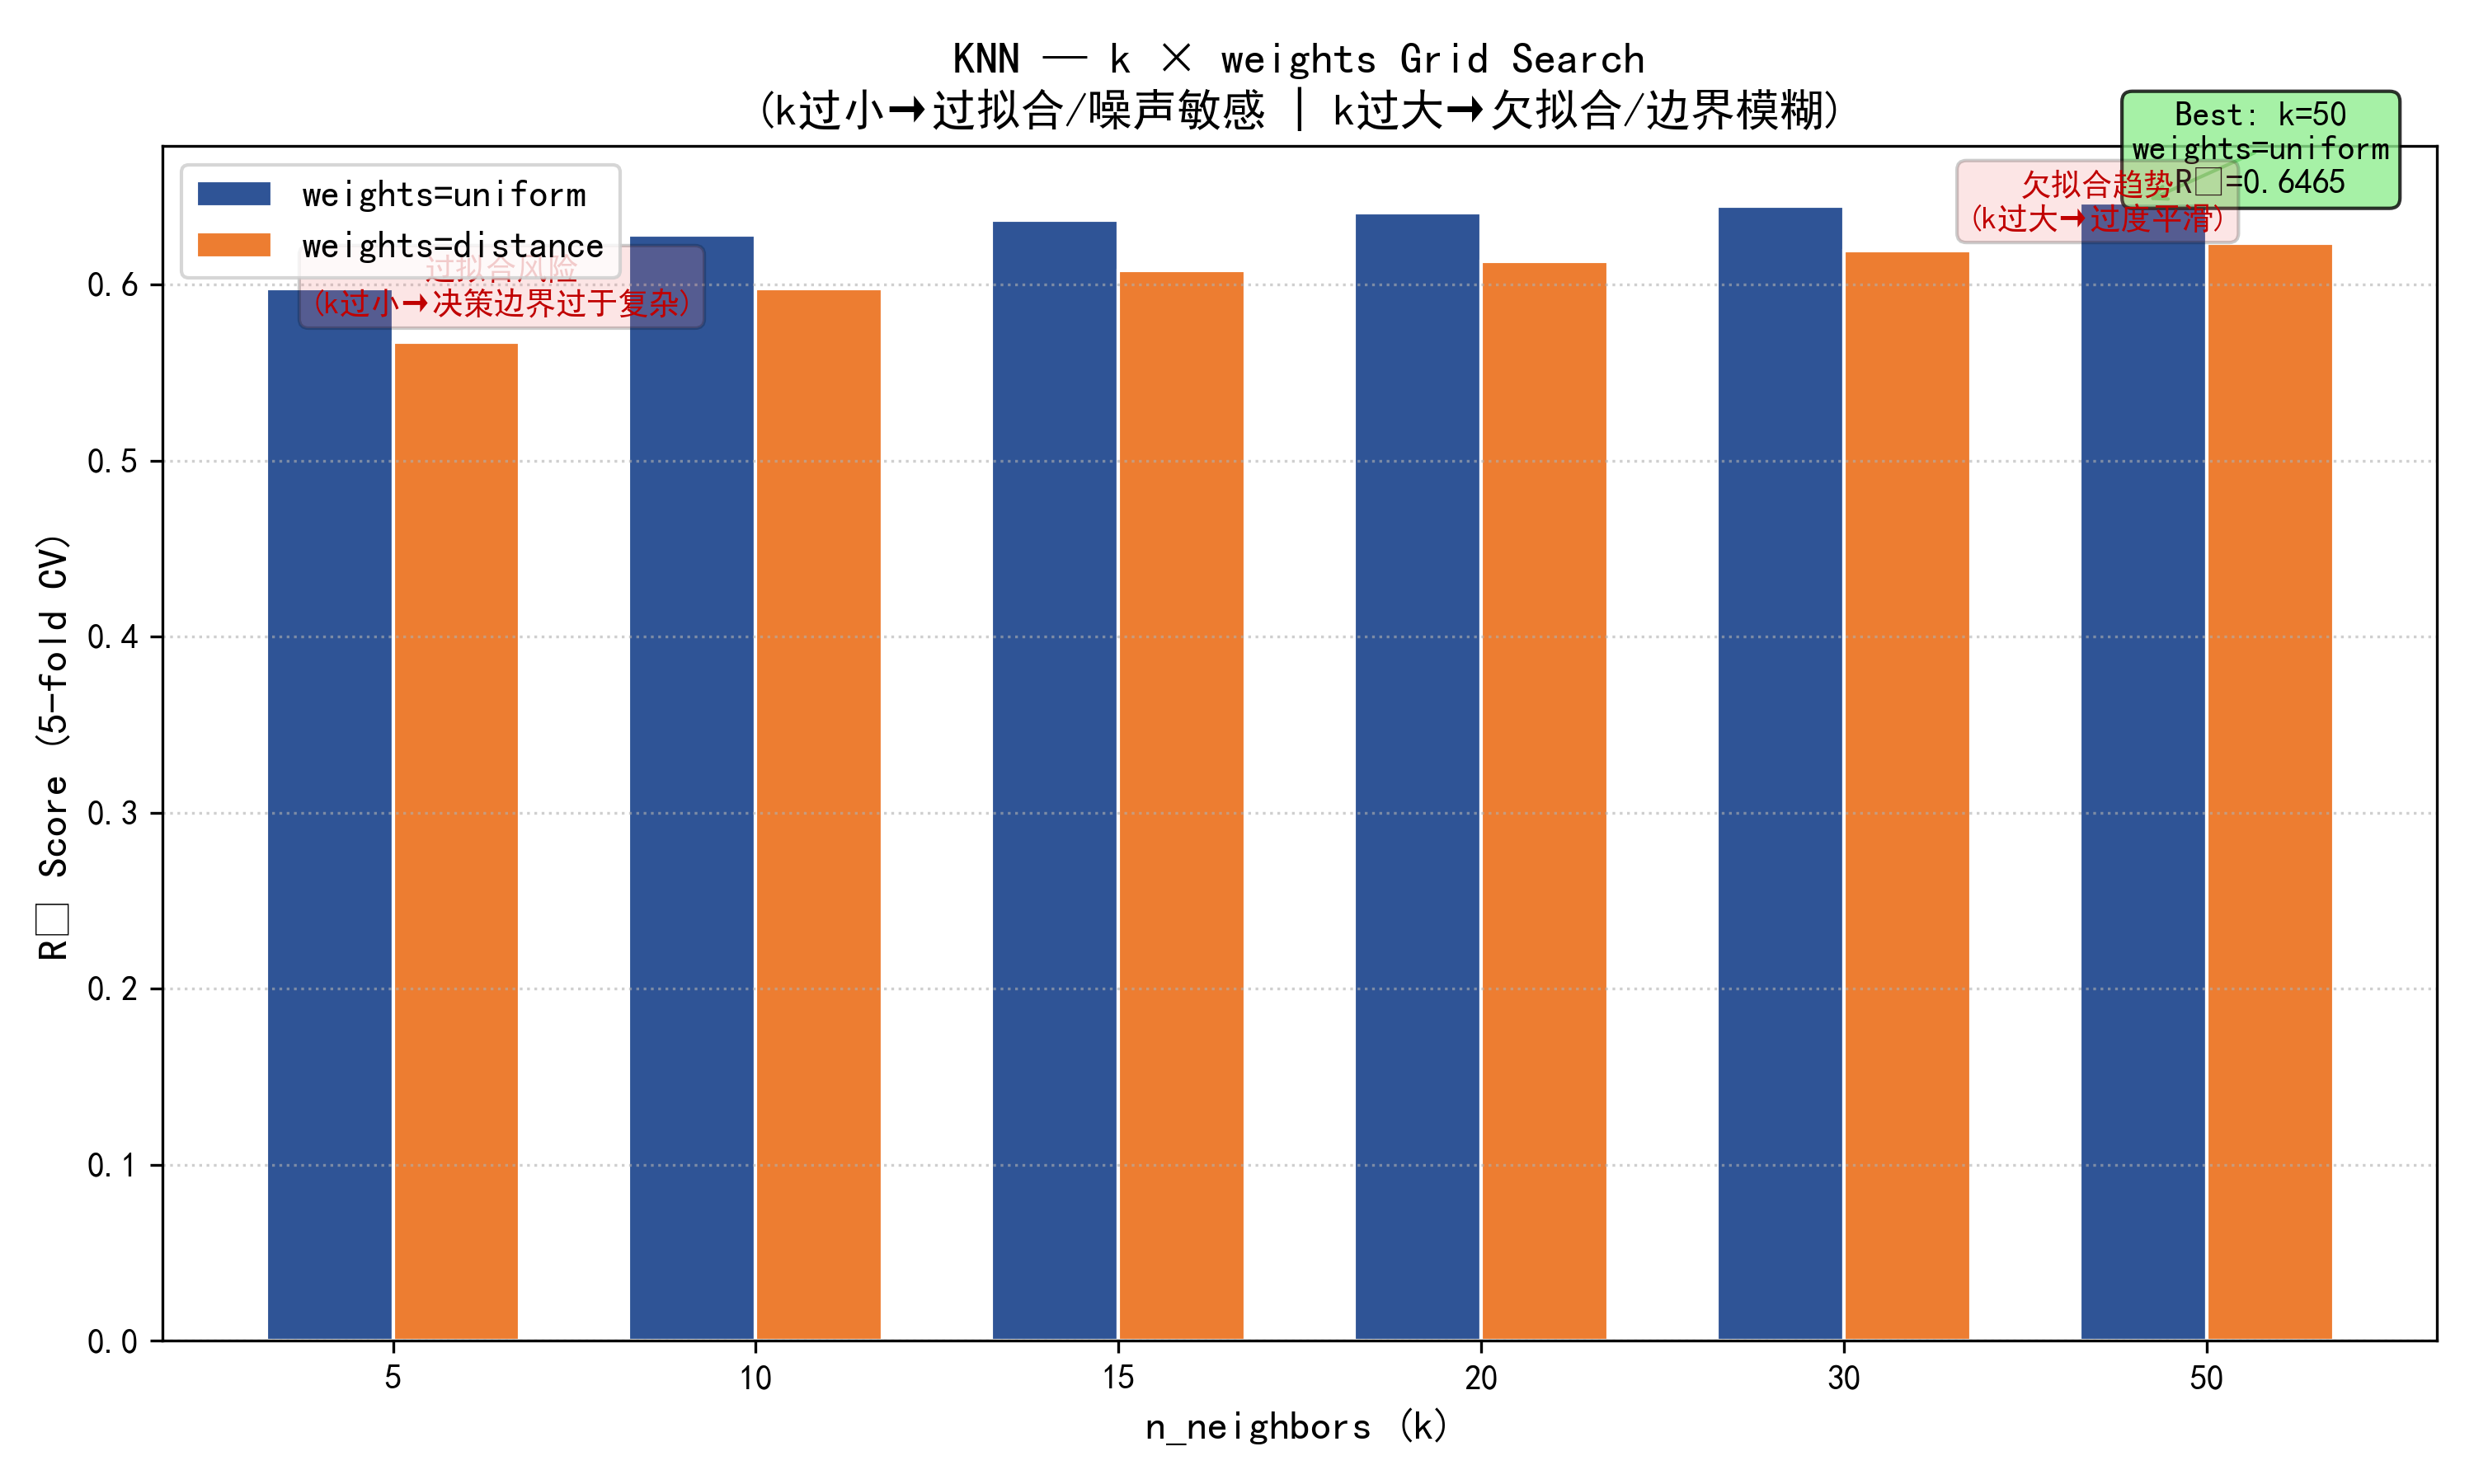 KNN — k × weights Grid Search
(k过小→过拟合/噪声敏感 | k过大→欠拟合/边界模糊)
Best: k=50
weights=uniform
R□=0.6465
欠拟合趋势
(k过大→过度平滑)
weights=uniform
weights=distance
过拟合风险
(k过小→决策边界过于复杂)
R□ Score (5-fold CV)
0.6
0.5
0.4
0.3
0.2
0.1
0.0
5 10 15 20 30 50
n_neighbors (k)